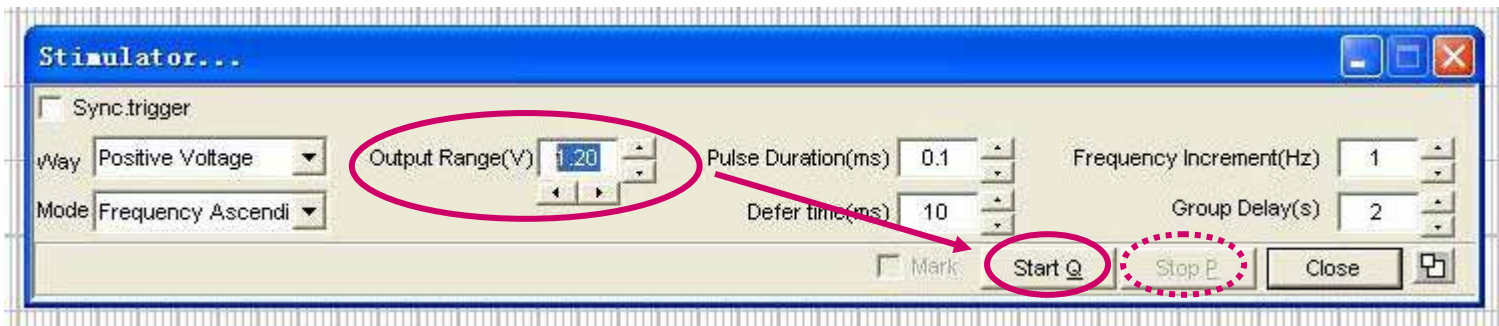 Stimulator...
Sync.trigger
Way Positive Voltage Output Range(V) 1.20 Pulse Duration(ms) 0.1 Frequency Increment(Hz) 1
Mode Frequency Ascendi Defer time(ms) 10 Group Delay(s) 2
Mark Start Q Stop P Close